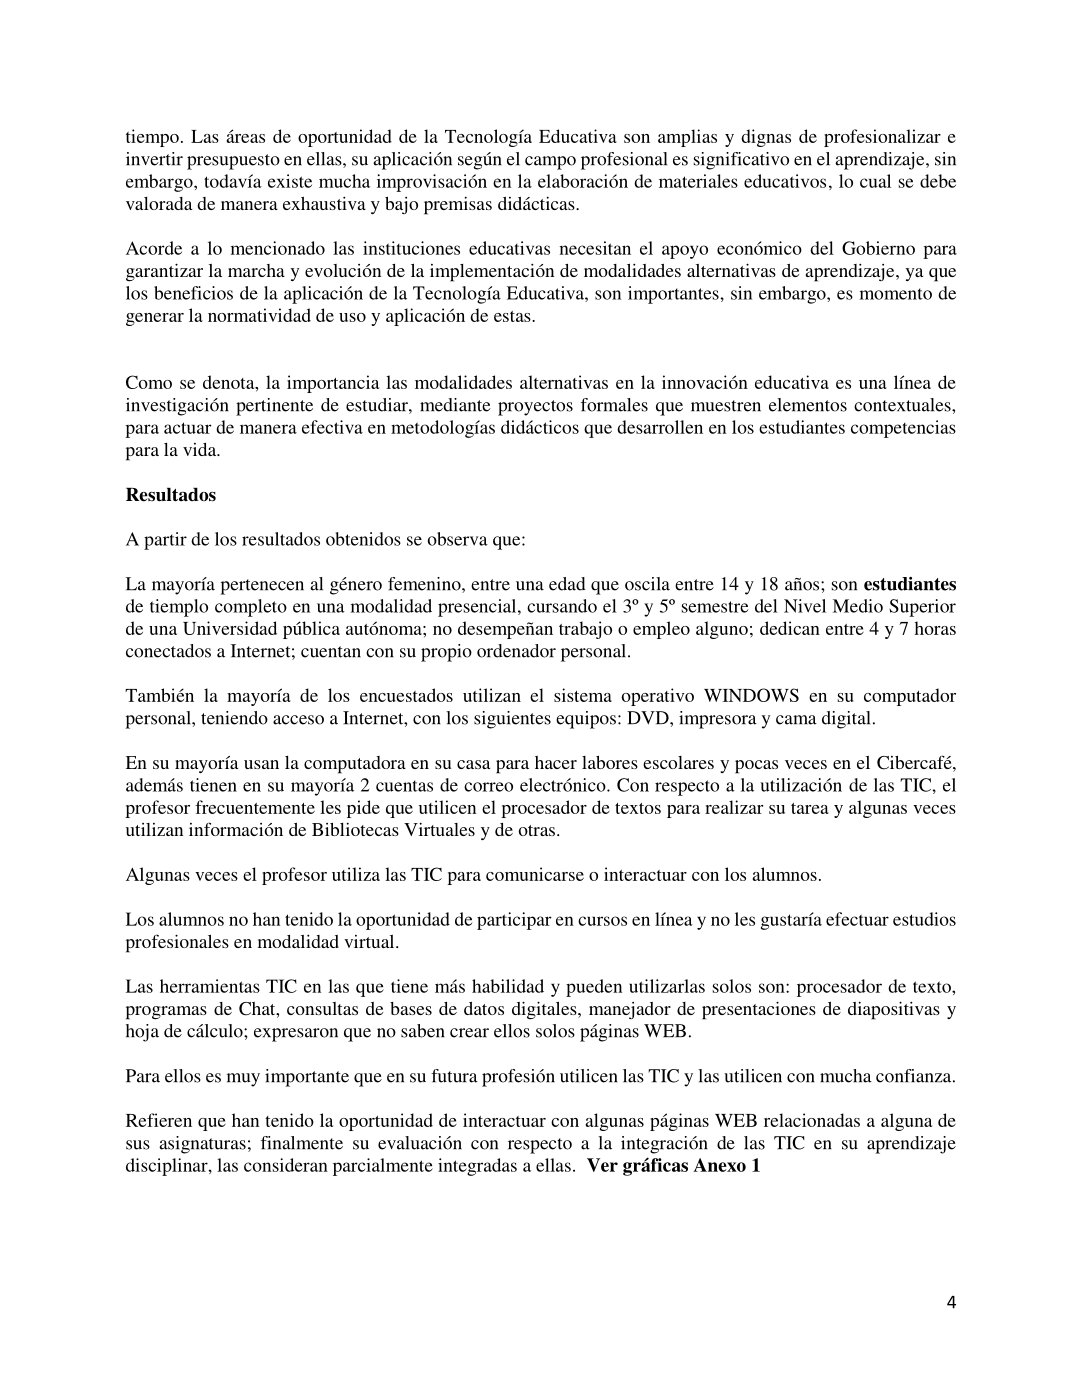 tiempo. Las áreas de oportunidad de la Tecnología Educativa son amplias y dignas de profesionalizar e
invertir presupuesto en ellas, su aplicación según el campo profesional es significativo en el aprendizaje, sin
embargo, todavía existe mucha improvisación en la elaboración de materiales educativos, lo cual se debe
valorada de manera exhaustiva y bajo premisas didácticas.
Acorde a lo mencionado las instituciones educativas necesitan el apoyo económico del Gobierno para
garantizar la marcha y evolución de la implementación de modalidades alternativas de aprendizaje, ya que
los beneficios de la aplicación de la Tecnología Educativa, son importantes, sin embargo, es momento de
generar la normatividad de uso y aplicación de estas.
Como se denota, la importancia las modalidades alternativas en la innovación educativa es una línea de
investigación pertinente de estudiar, mediante proyectos formales que muestren elementos contextuales,
para actuar de manera efectiva en metodologías didácticos que desarrollen en los estudiantes competencias
para la vida.
Resultados
A partir de los resultados obtenidos se observa que:
La mayoría pertenecen al género femenino, entre una edad que oscila entre 14 y 18 años; son estudiantes
de tiemplo completo en una modalidad presencial, cursando el 3º y 5º semestre del Nivel Medio Superior
de una Universidad pública autónoma; no desempeñan trabajo o empleo alguno; dedican entre 4 y 7 horas
conectados a Internet; cuentan con su propio ordenador personal.
También la mayoría de los encuestados utilizan el sistema operativo WINDOWS en su computador
personal, teniendo acceso a Internet, con los siguientes equipos: DVD, impresora y cama digital.
En su mayoría usan la computadora en su casa para hacer labores escolares y pocas veces en el Cibercafé,
además tienen en su mayoría 2 cuentas de correo electrónico. Con respecto a la utilización de las TIC, el
profesor frecuentemente les pide que utilicen el procesador de textos para realizar su tarea y algunas veces
utilizan información de Bibliotecas Virtuales y de otras.
Algunas veces el profesor utiliza las TIC para comunicarse o interactuar con los alumnos.
Los alumnos no han tenido la oportunidad de participar en cursos en línea y no les gustaría efectuar estudios
profesionales en modalidad virtual.
Las herramientas TIC en las que tiene más habilidad y pueden utilizarlas solos son: procesador de texto,
programas de Chat, consultas de bases de datos digitales, manejador de presentaciones de diapositivas y
hoja de cálculo; expresaron que no saben crear ellos solos páginas WEB.
Para ellos es muy importante que en su futura profesión utilicen las TIC y las utilicen con mucha confianza.
Refieren que han tenido la oportunidad de interactuar con algunas páginas WEB relacionadas a alguna de
sus asignaturas; finalmente su evaluación con respecto a la integración de las TIC en su aprendizaje
disciplinar, las consideran parcialmente integradas a ellas. Ver gráficas Anexo 1
4